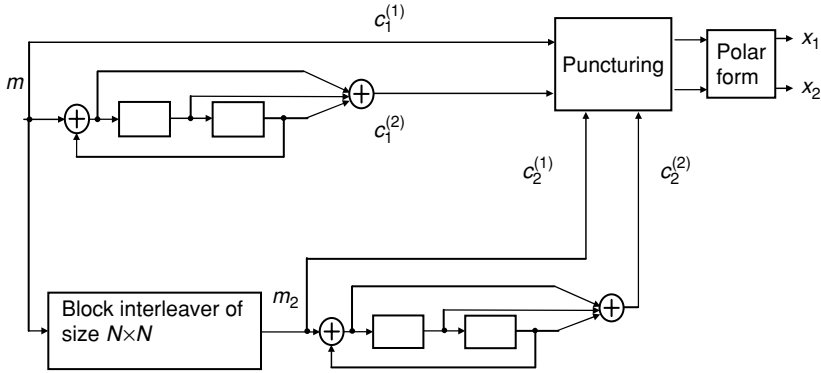 c₁⁽¹⁾
x₁
Puncturing
Polar
form
m
x₂
c₁⁽²⁾
c₂⁽¹⁾
c₂⁽²⁾
Block interleaver of
size N×N
m₂